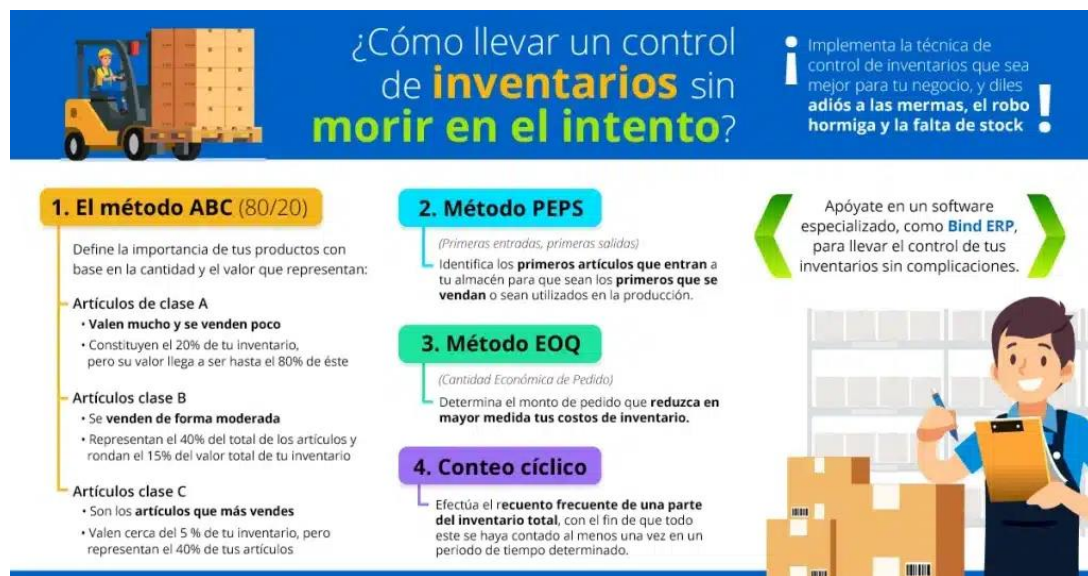 ¿Cómo llevar un control
de inventarios sin
morir en el intento?
¡Implementa la técnica de
control de inventarios que sea
mejor para tu negocio, y diles
adiós a las mermas, el robo
hormiga y la falta de stock!
1. El método ABC (80/20)
Define la importancia de tus productos con
base en la cantidad y el valor que representan:
Artículos de clase A
• Valen mucho y se venden poco
• Constituyen el 20% de tu inventario,
pero su valor llega a ser hasta el 80% de éste
Artículos clase B
• Se venden de forma moderada
• Representan el 40% del total de los artículos y
rondan el 15% del valor total de tu inventario
Artículos clase C
• Son los artículos que más vendes
• Valen cerca del 5 % de tu inventario, pero
representan el 40% de tus artículos
2. Método PEPS
(Primeras entradas, primeras salidas)
Identifica los primeros artículos que entran a
tu almacén para que sean los primeros que se
vendan o sean utilizados en la producción.
3. Método EOQ
(Cantidad Económica de Pedido)
Determina el monto de pedido que reduzca en
mayor medida tus costos de inventario.
4. Conteo cíclico
Efectúa el recuento frecuente de una parte
del inventario total, con el fin de que todo
este se haya contado al menos una vez en un
periodo de tiempo determinado.
Apóyate en un software
especializado, como Bind ERP,
para llevar el control de tus
inventarios sin complicaciones.